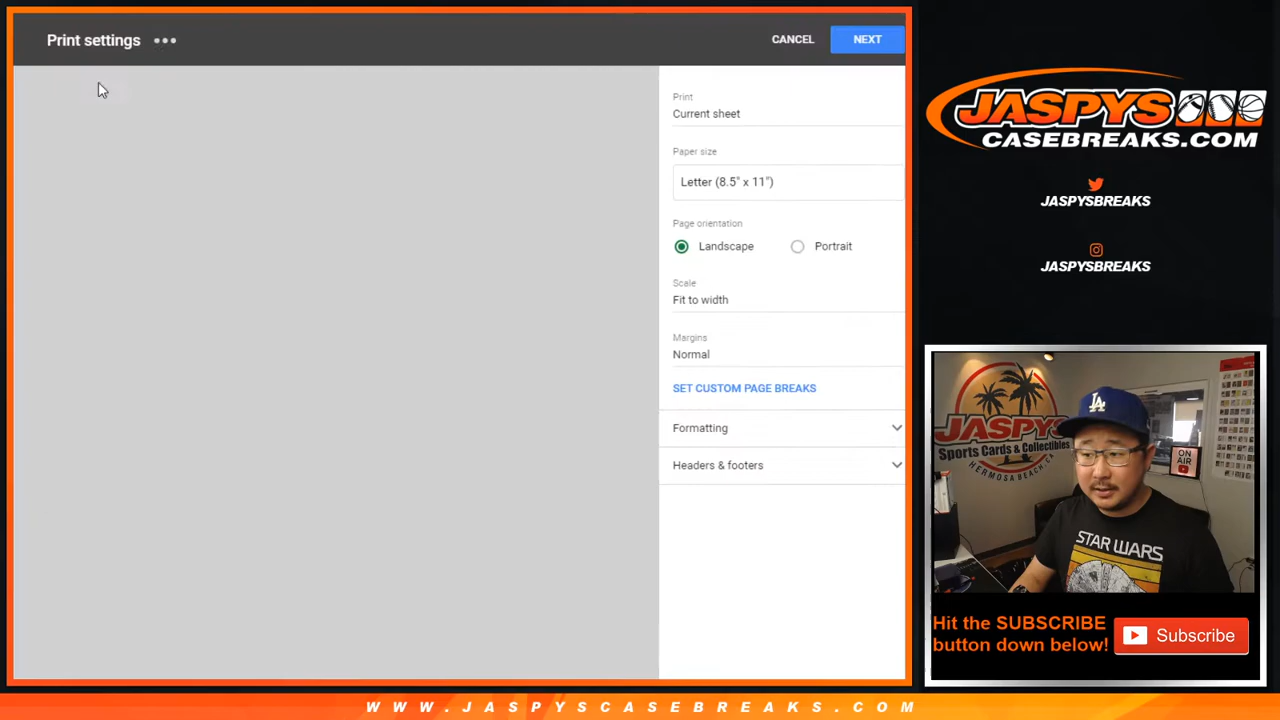 Print settings
CANCEL
NEXT
Print
Current sheet
Paper size
Letter (8.5" x 11")
Page orientation
Landscape
Portrait
Scale
Fit to width
Margins
Normal
SET CUSTOM PAGE BREAKS
Formatting
Headers & footers
JASPYS
CASEBREAKS.COM
JASPYSBREAKS
JASPYSBREAKS
JASPYS
Sports Cards & Collectibles
HERMOSA BEACH, CA
ON
AIR
LA
STAR WARS
Hit the SUBSCRIBE
button down below!
Subscribe
WWW.JASPYSCASEBREAKS.COM